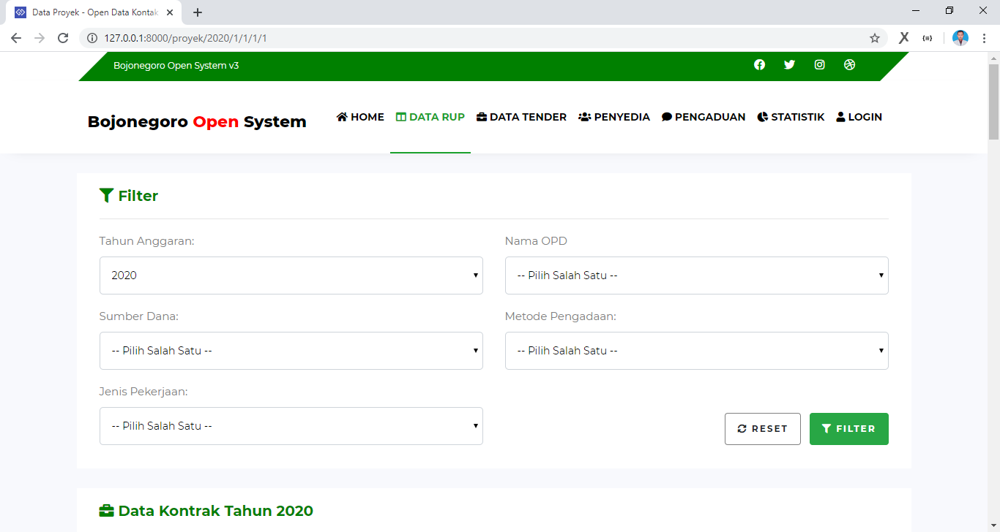 Data Proyek - Open Data Kontak
127.0.0.1:8000/proyek/2020/1/1/1/1
Bojonegoro Open System v3
Bojonegoro Open System
HOME DATA RUP DATA TENDER PENYEDIA PENGADUAN STATISTIK LOGIN
Filter
Tahun Anggaran: Nama OPD
2020 -- Pilih Salah Satu --
Sumber Dana: Metode Pengadaan:
-- Pilih Salah Satu -- -- Pilih Salah Satu --
Jenis Pekerjaan:
-- Pilih Salah Satu -- RESET FILTER
Data Kontrak Tahun 2020